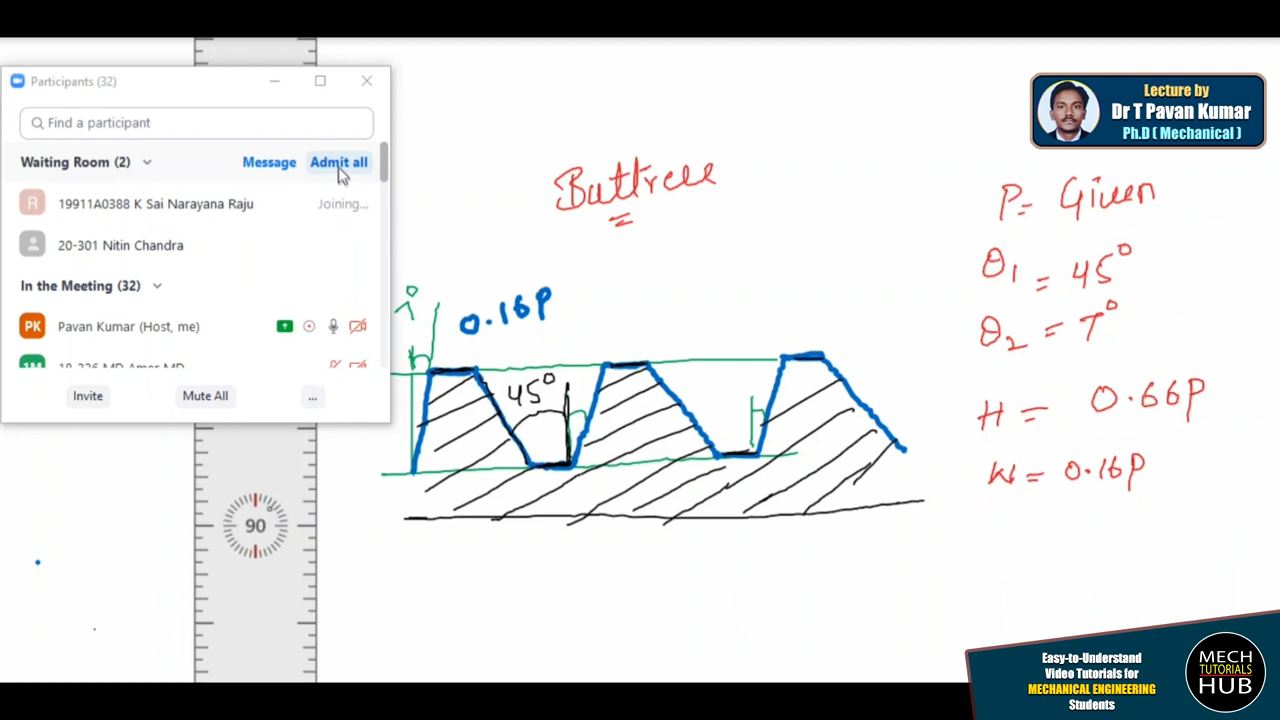 Participants (32)
Find a participant
Waiting Room (2)
Message
Admit all
R
19911A0388 K Sai Narayana Raju
Joining...
20-301 Nitin Chandra
In the Meeting (32)
PK
Pavan Kumar (Host, me)
Invite
Mute All
...
90
Lecture by
Dr T Pavan Kumar
Ph.D ( Mechanical )
Buttress
P = Given
θ1 = 45°
θ2 = 7°
H = 0.66P
W = 0.16P
0.16P
45°
Easy-to-Understand
Video Tutorials for
MECHANICAL ENGINEERING
Students
MECH
TUTORIALS
HUB